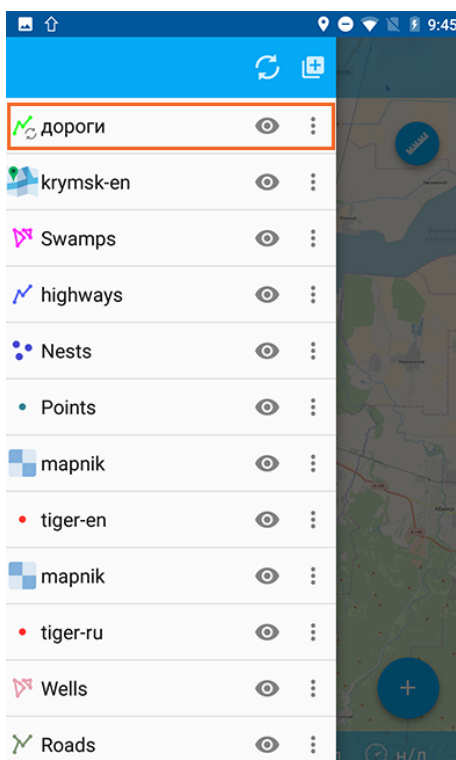 9:45
дороги
krymsk-en
Swamps
highways
Nests
Points
mapnik
tiger-en
mapnik
tiger-ru
Wells
Roads
н/л